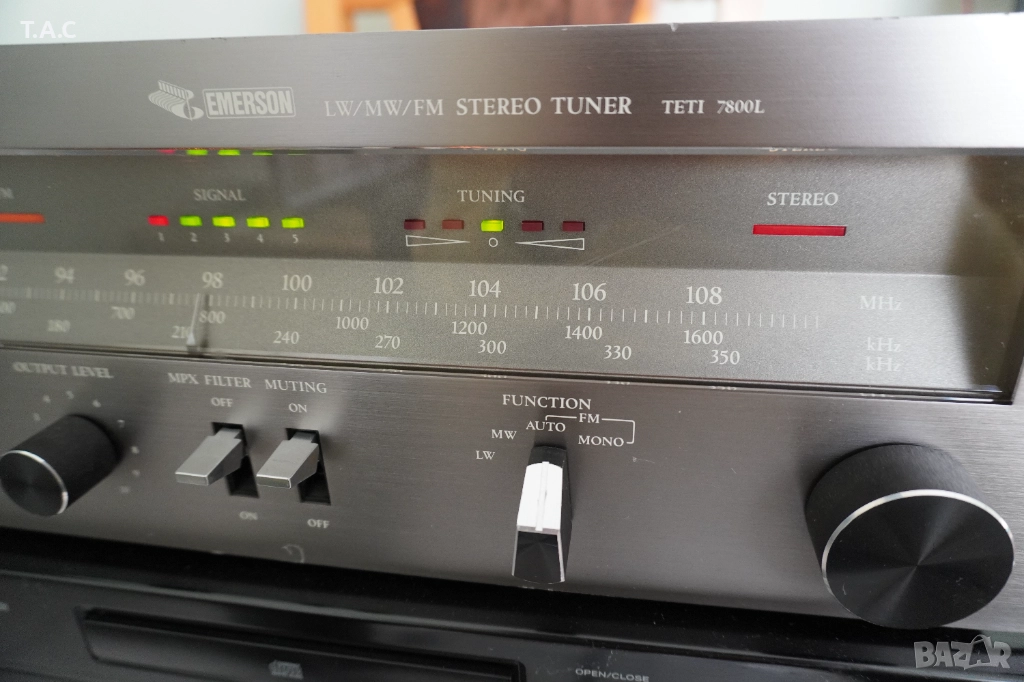 T.A.C
EMERSON LW/MW/FM STEREO TUNER TETI 7800L
SIGNAL TUNING STEREO
1 2 3 4 5
94 96 98 100 102 104 106 108 MHz
700 800 1000 1200 1400 1600 kHz
180 210 240 270 300 330 350 kHz
OUTPUT LEVEL MPX FILTER MUTING FUNCTION
OFF ON AUTO FM
MW MONO
LW
ON OFF
OPEN/CLOSE
BAZAR